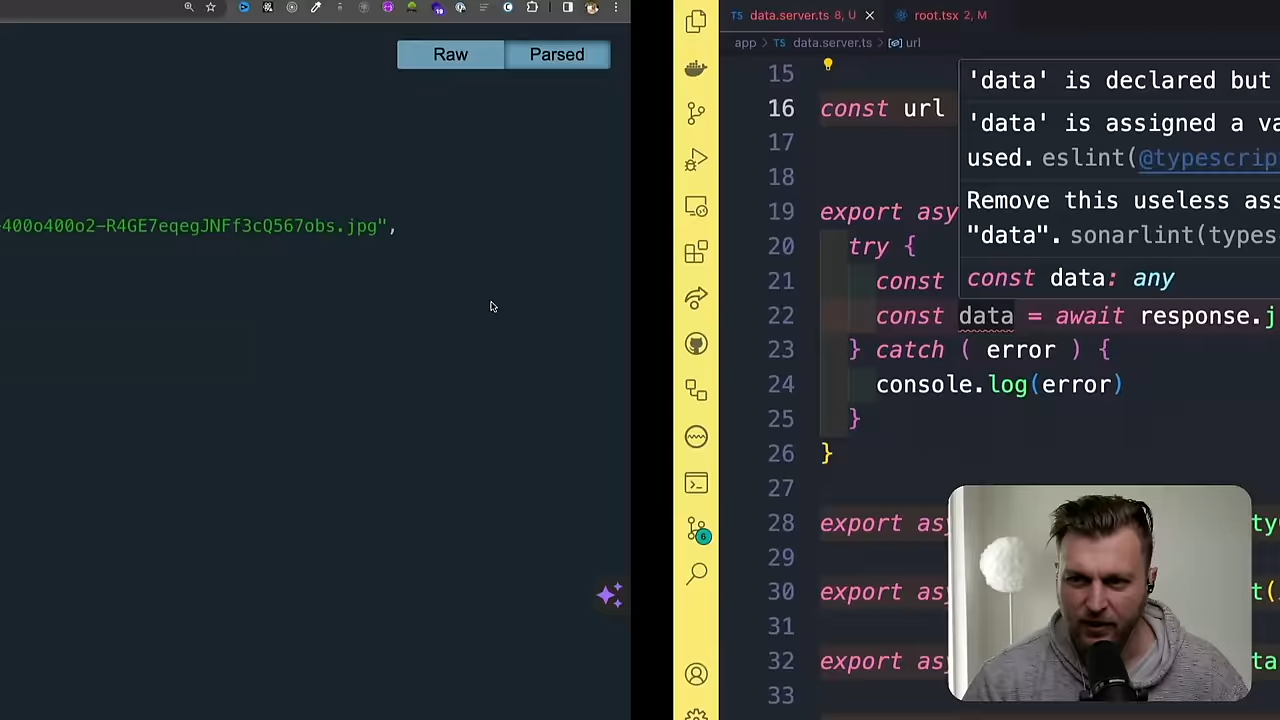 Raw Parsed
-400o400o2-R4GE7eqegJNFf3cQ567obs.jpg",
TS data.server.ts 8, U
root.tsx 2, M
app > TS data.server.ts > url
15
16 const url
17
18
19 export asy
20 try {
21 const
22 const data = await response.j
23 } catch ( error ) {
24 console.log(error)
25 }
26 }
27
28 export asy
29
30 export asy t(
31
32 export asy ta
33
'data' is declared but
'data' is assigned a va
used. eslint(@typescrip
Remove this useless ass
"data". sonarlint(types
const data: any
6